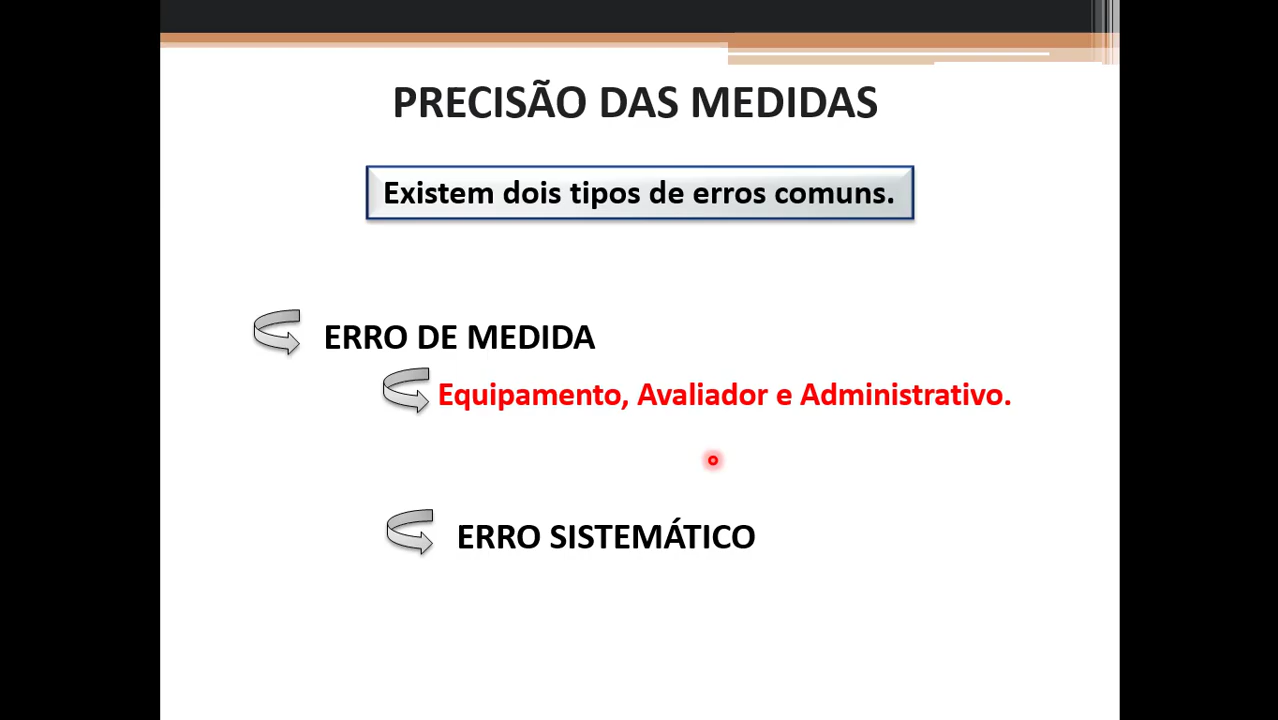 PRECISÃO DAS MEDIDAS
Existem dois tipos de erros comuns.
ERRO DE MEDIDA
Equipamento, Avaliador e Administrativo.
ERRO SISTEMÁTICO